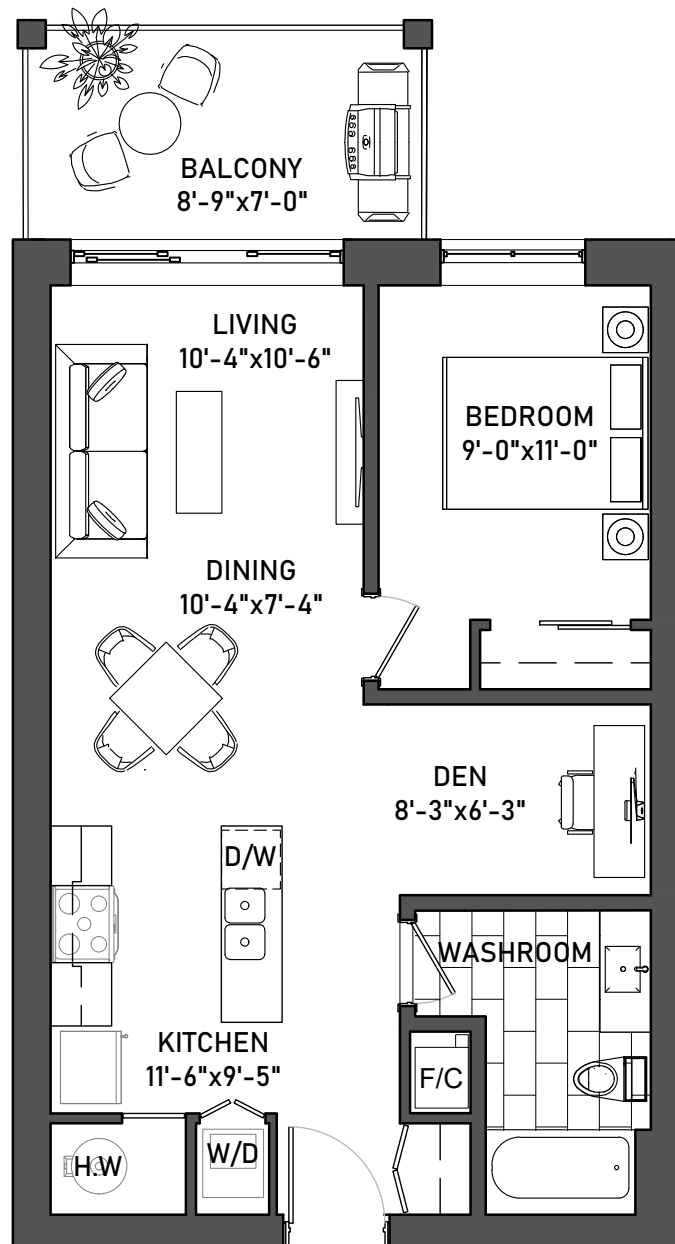 BALCONY
8'-9"x7'-0"
LIVING
10'-4"x10'-6"
BEDROOM
9'-0"x11'-0"
DINING
10'-4"x7'-4"
DEN
8'-3"x6'-3"
D/W
WASHROOM
KITCHEN
11'-6"x9'-5"
F/C
H.W
W/D